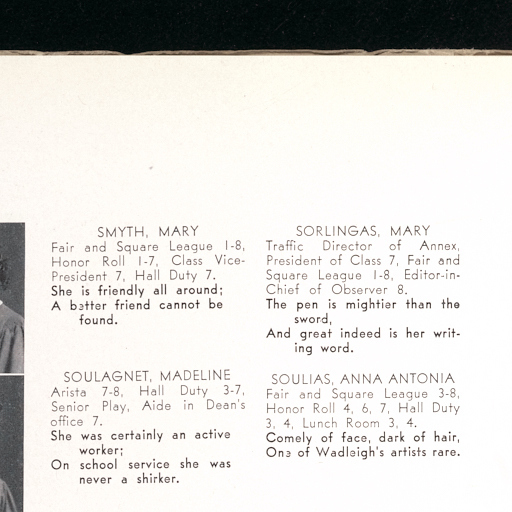 SMYTH, MARY
Fair and Square League 1-8,
Honor Roll 1-7, Class Vice-
President 7, Hall Duty 7.
She is friendly all around;
A better friend cannot be
found.
SOULAGNET, MADELINE
Arista 7-8, Hall Duty 3-7,
Senior Play, Aide in Dean's
office 7.
She was certainly an active
worker;
On school service she was
never a shirker.
SORLINGAS, MARY
Traffic Director of Annex,
President of Class 7, Fair and
Square League 1-8, Editor-in-
Chief of Observer 8.
The pen is mightier than the
sword,
And great indeed is her writ-
ing word.
SOULIAS, ANNA ANTONIA
Fair and Square League 3-8,
Honor Roll 4, 6, 7, Hall Duty
3, 4, Lunch Room 3, 4.
Comely of face, dark of hair,
One of Wadleigh's artists rare.